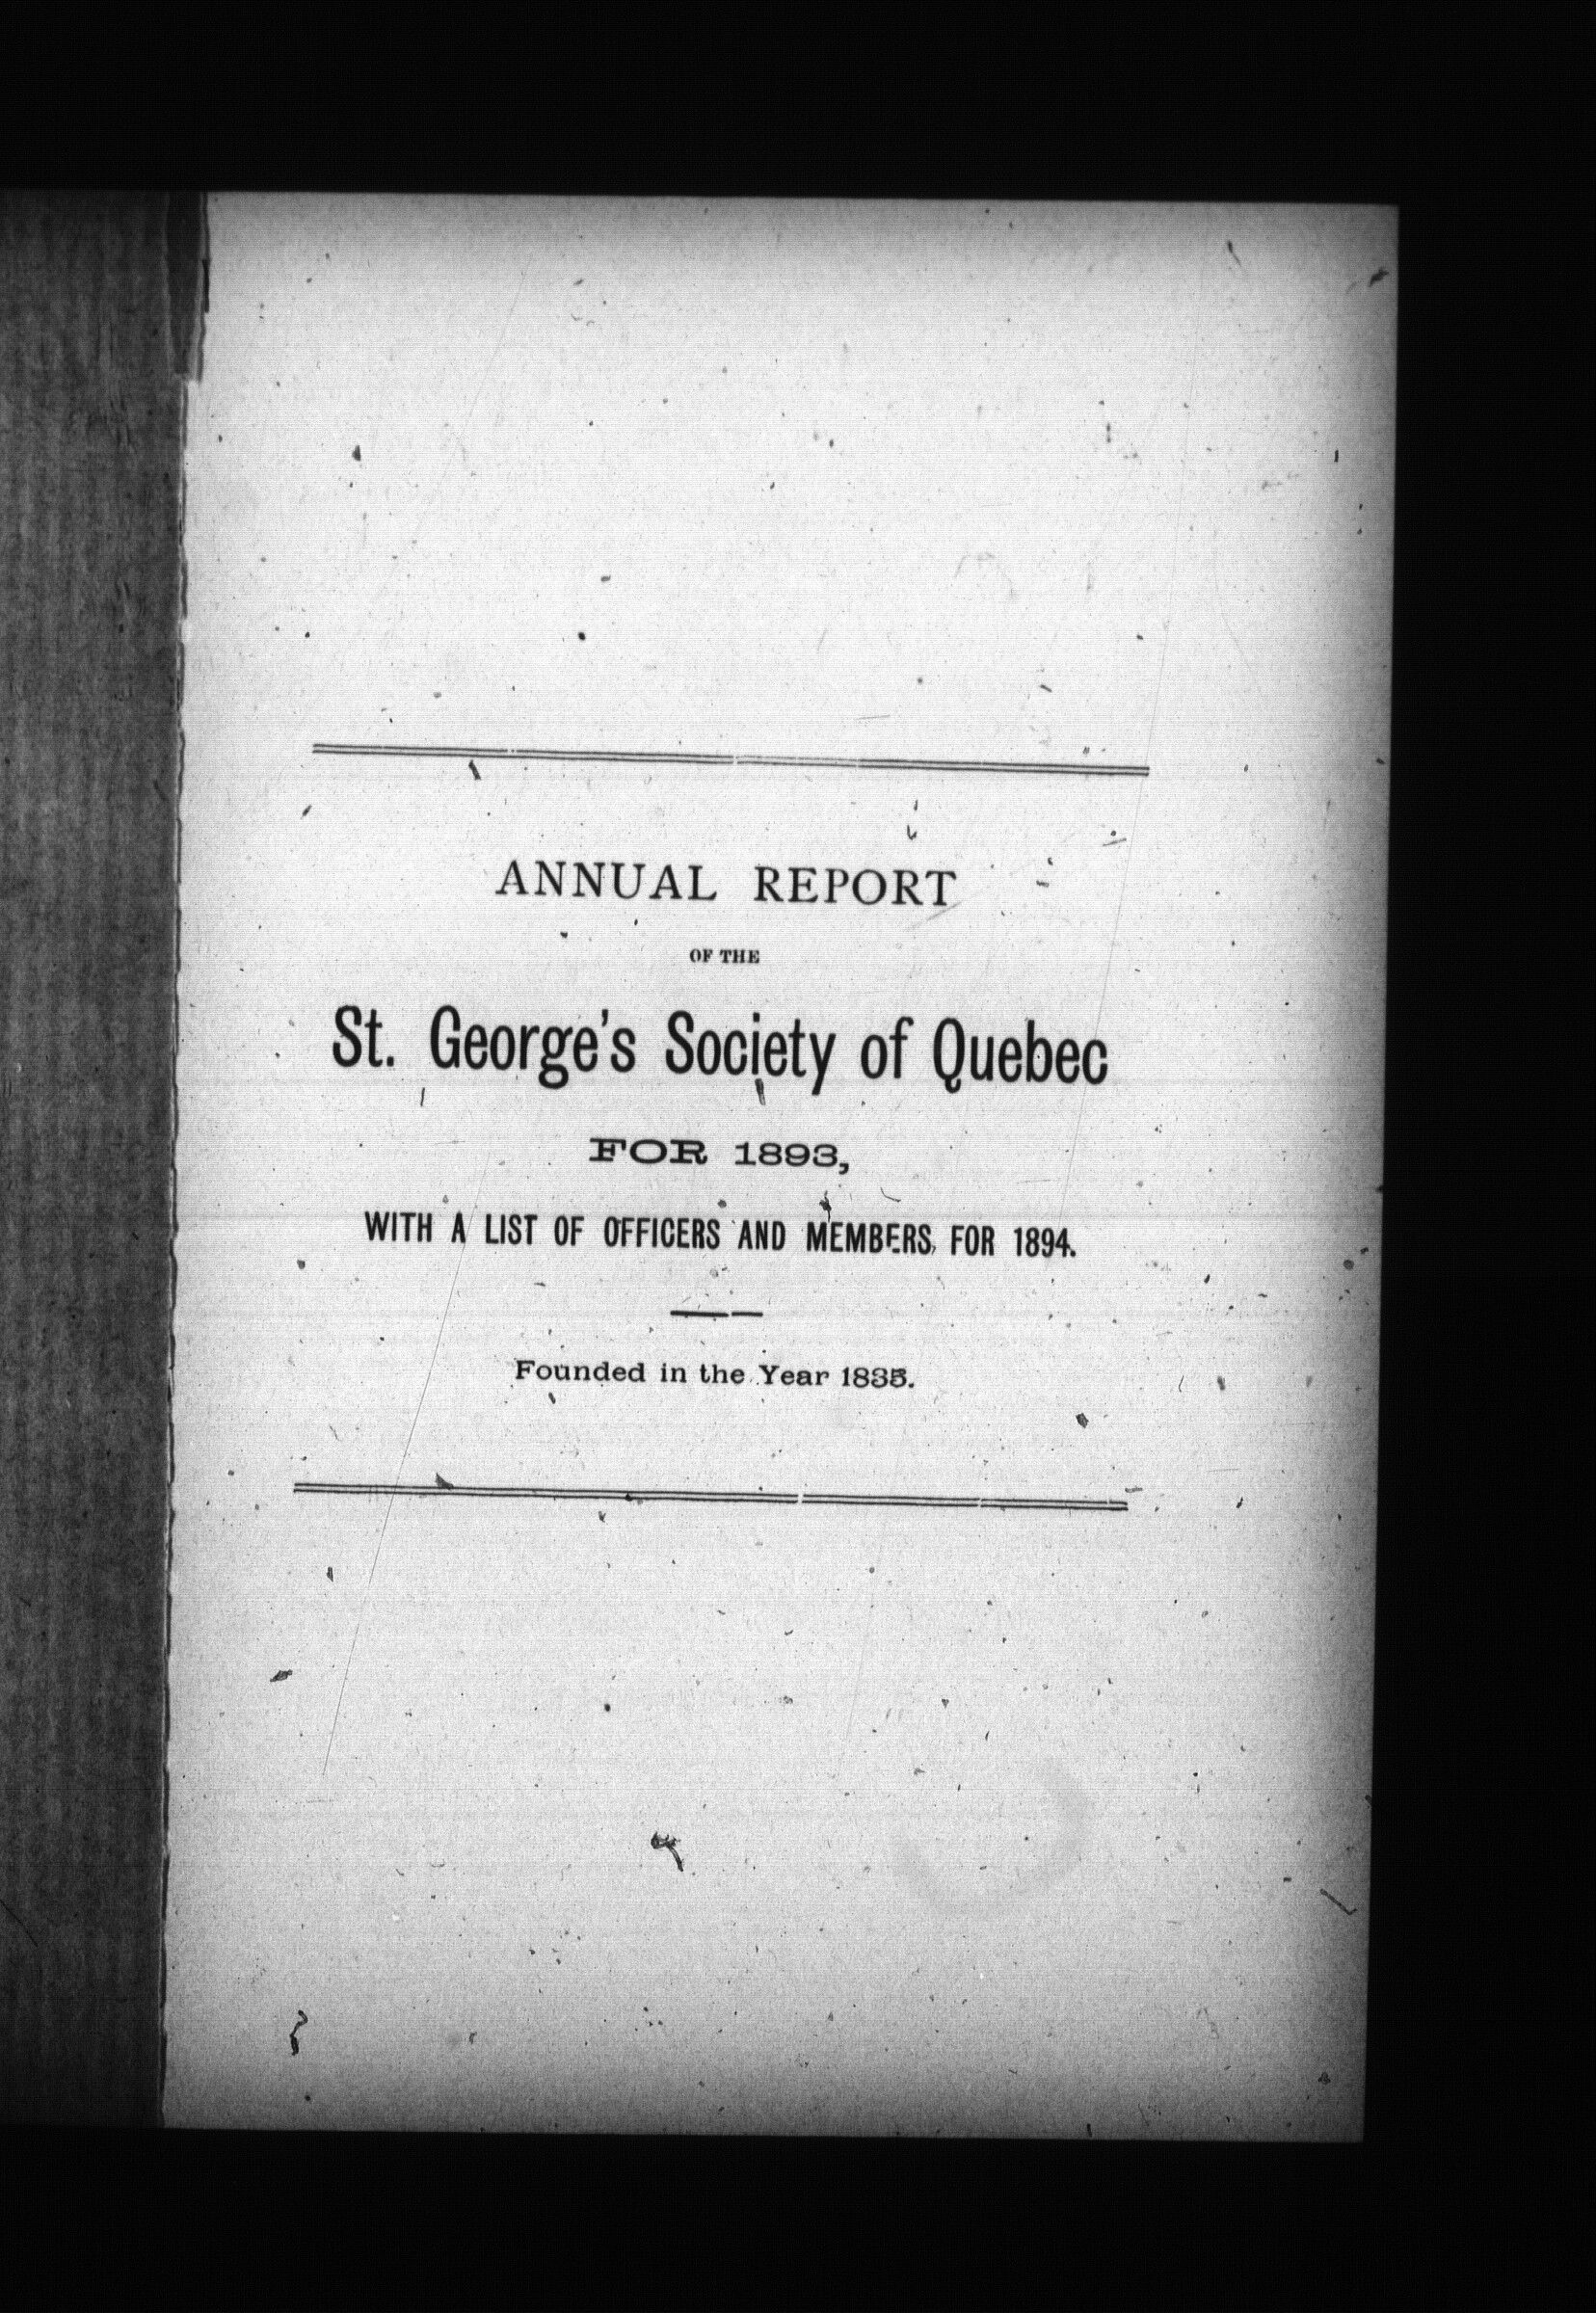 ANNUAL REPORT
OF THE
St. George's Society of Quebec
FOR 1893,
WITH A LIST OF OFFICERS AND MEMBERS, FOR 1894.
Founded in the Year 1835.